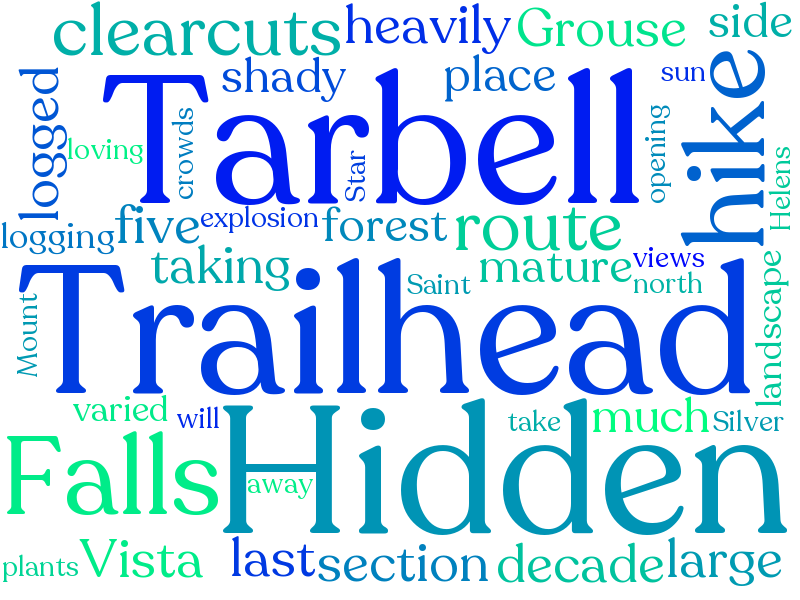 clearcuts
heavily
Grouse
side
logged
shady
place
sun
hike
Tarbell
loving
crowds
Star
opening
Helens
logging
five
explosion
forest
route
taking
Saint
mature
views
north
Mount
Trailhead
landscape
varied
will
take
much
Silver
Falls
Hidden
away
plants
Vista
last
section
decade
large